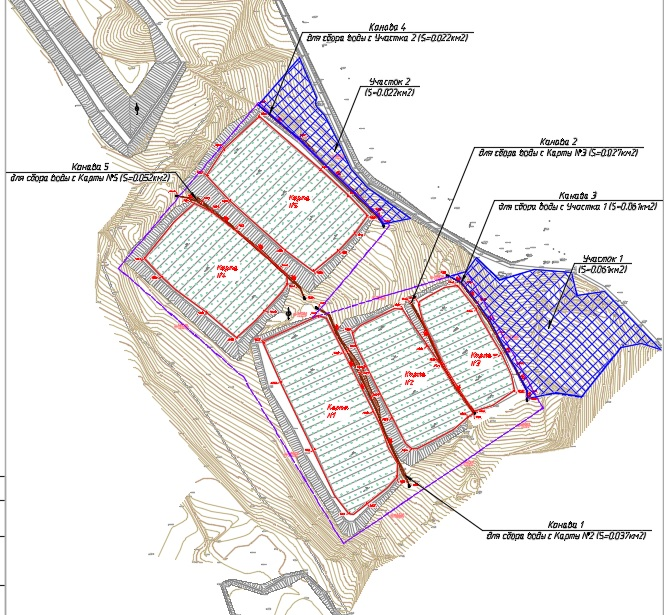 Канава 4
для сбора воды с Участка 2 (S=0.022км2)
Участок 2
(S=0.022км2)
Канава 2
для сбора воды с Карты №3 (S=0.027км2)
Канава 5
для сбора воды с Карты №5 (S=0.052км2)
Канава 3
для сбора воды с Участка 1 (S=0.061км2)
Участок 1
(S=0.061км2)
Карта
№5
Карта
№4
Карта
№3
Карта
№2
Карта
№1
Канава 1
для сбора воды с Карты №2 (S=0.037км2)